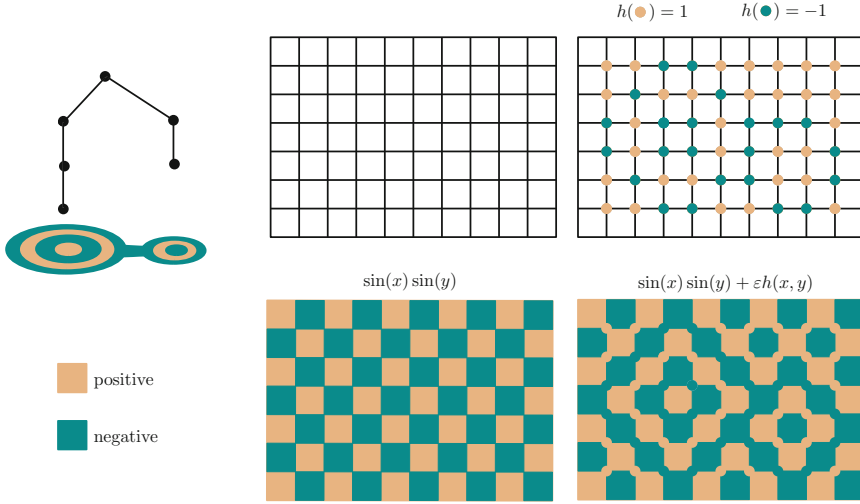 h(●) = 1
h(●) = −1
sin(x) sin(y)
sin(x) sin(y) + εh(x, y)
positive
negative